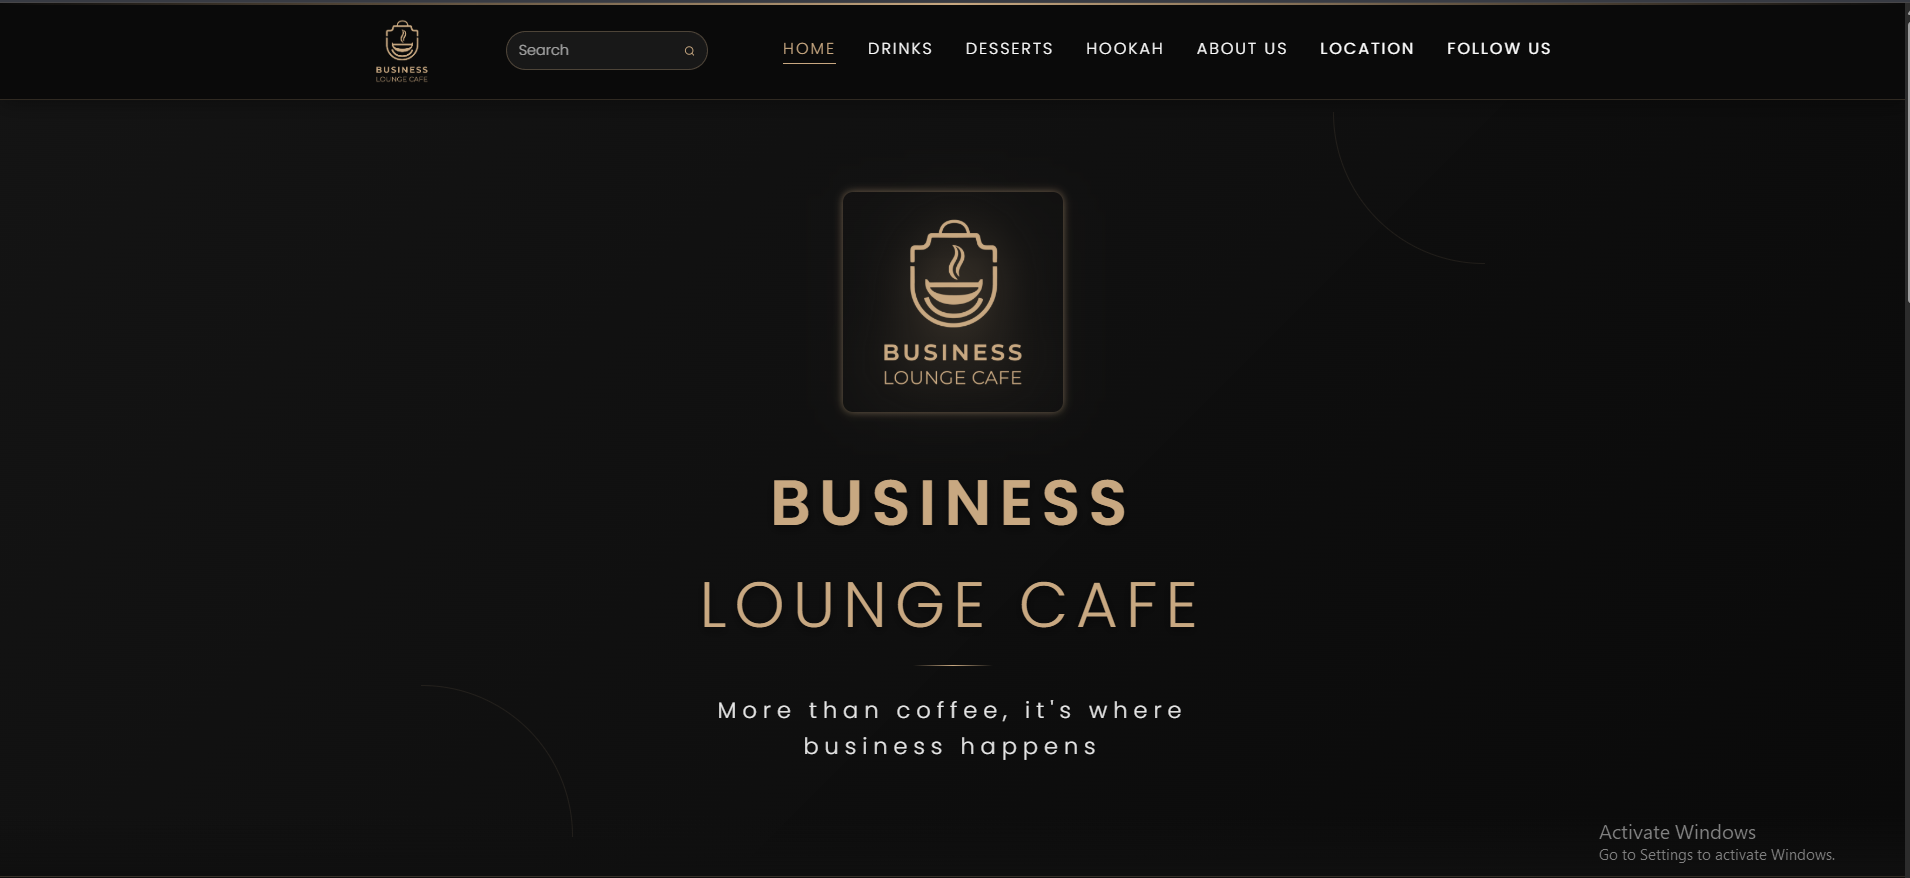 BUSINESS
LOUNGE CAFE
Search
HOME
DRINKS
DESSERTS
HOOKAH
ABOUT US
LOCATION
FOLLOW US
BUSINESS
LOUNGE CAFE
BUSINESS
LOUNGE CAFE
More than coffee, it's where
business happens
Activate Windows
Go to Settings to activate Windows.